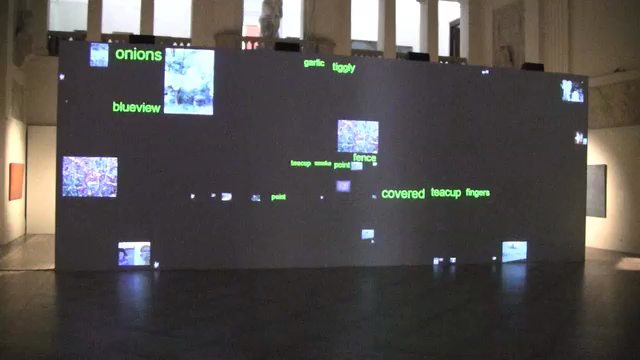 onions
garlic tiggly
blueview
fence
teacup smoke point
point
covered teacup fingers